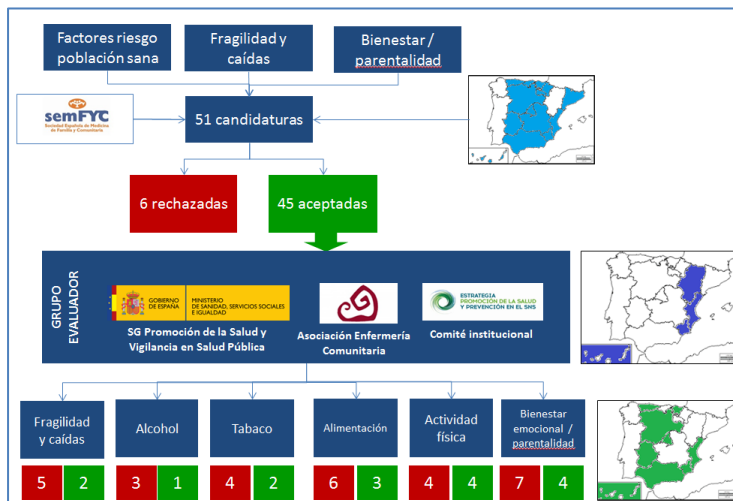 Factores riesgo
población sana
Fragilidad y
caídas
Bienestar /
parentalidad
semFYC
Sociedad Española de Medicina
de Familia y Comunitaria
51 candidaturas
6 rechazadas
45 aceptadas
GRUPO
EVALUADOR
GOBIERNO
DE ESPAÑA
MINISTERIO
DE SANIDAD, SERVICIOS SOCIALES
E IGUALDAD
SG Promoción de la Salud y
Vigilancia en Salud Pública
Asociación Enfermería
Comunitaria
ESTRATEGIA
PROMOCIÓN DE LA SALUD
Y PREVENCIÓN EN EL SNS
Comité institucional
Fragilidad
y caídas
Alcohol
Tabaco
Alimentación
Actividad
física
Bienestar
emocional /
parentalidad
5 2 3 1 4 2 6 3 4 4 7 4